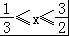 1/3 ⩽x⩽ 3/2